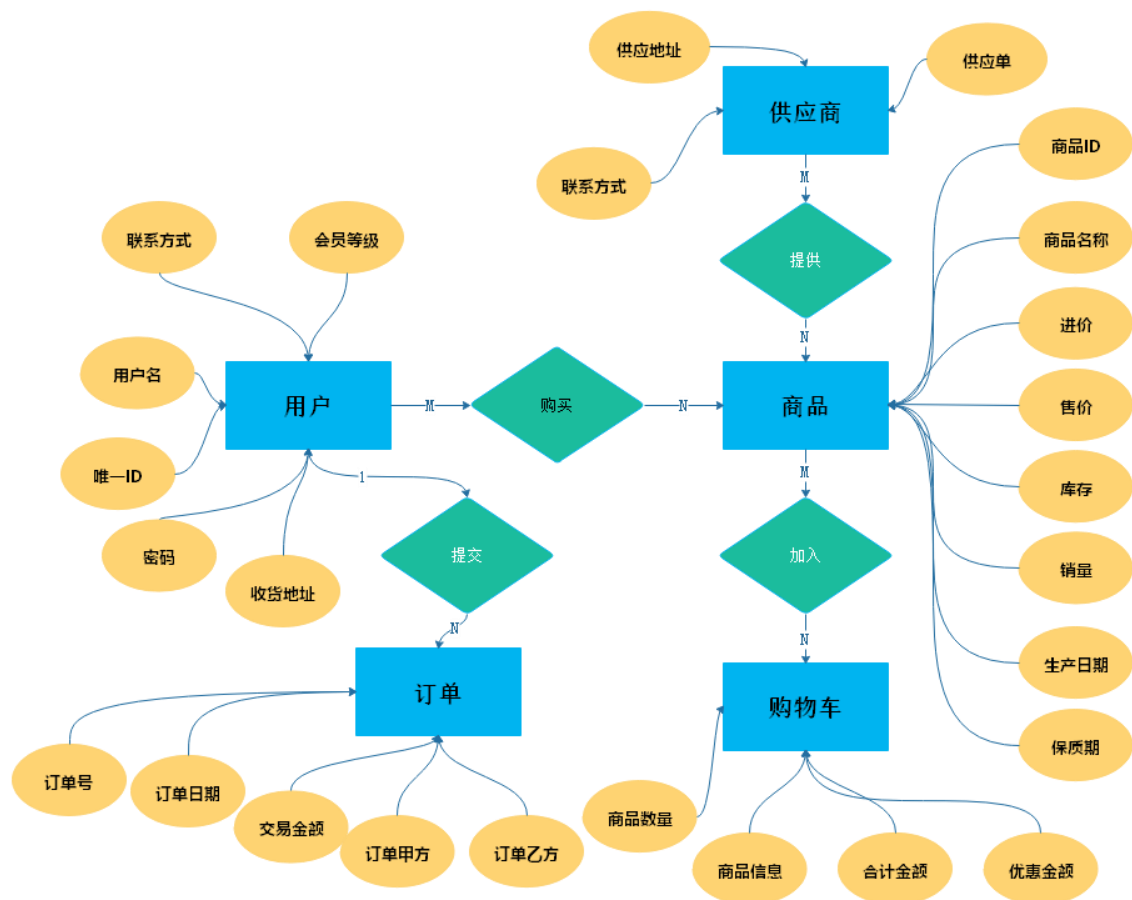 供应地址
供应单
供应商
商品ID
联系方式
M
商品名称
联系方式
会员等级
提供
进价
N
用户名
用户
M
购买
N
商品
售价
唯一ID
1
M
库存
密码
收货地址
提交
加入
销量
N
N
生产日期
订单
购物车
保质期
订单号
订单日期
交易金额
订单甲方
订单乙方
商品数量
商品信息
合计金额
优惠金额